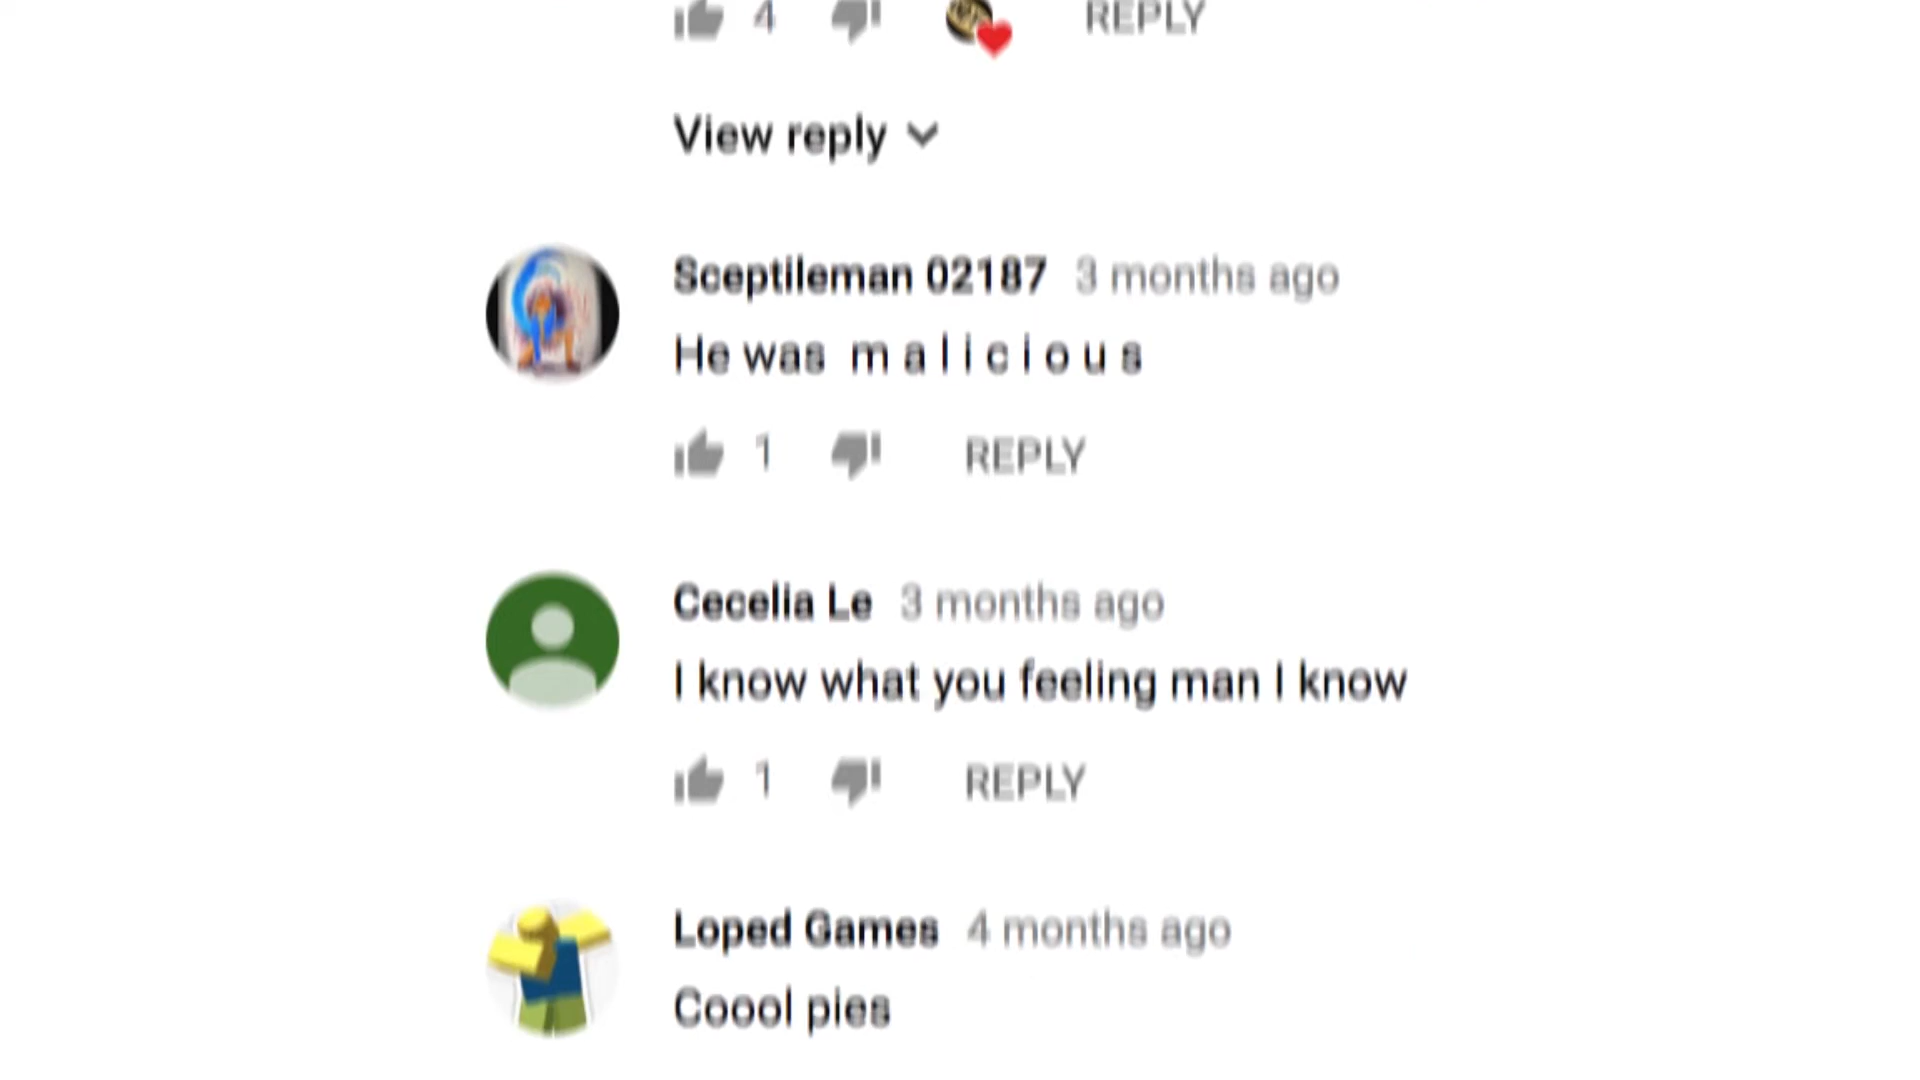 4 REPLY
View reply
Sceptileman 02187 3 months ago
He was m a l i c i o u s
1 REPLY
Cecelia Le 3 months ago
I know what you feeling man I know
1 REPLY
Loped Games 4 months ago
Coool pies